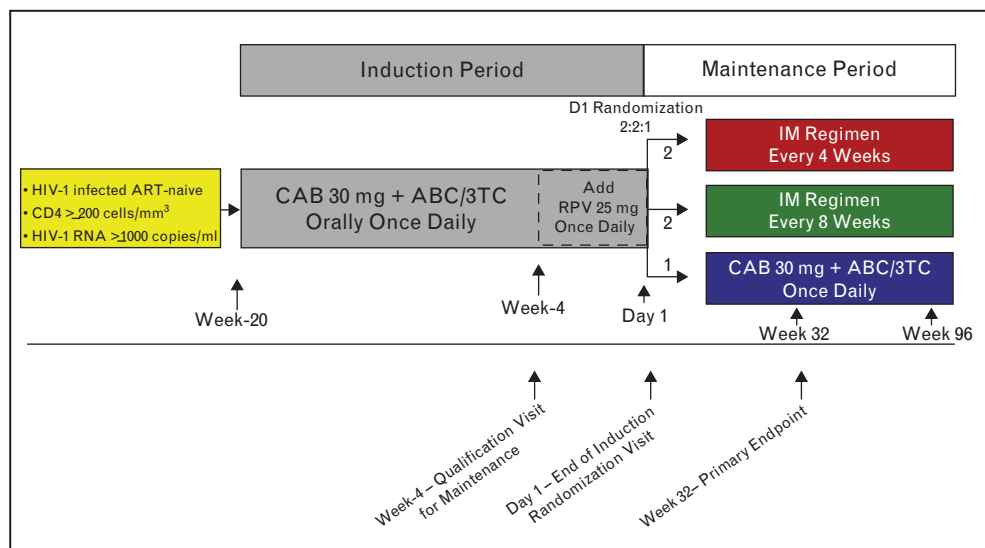 Induction Period
Maintenance Period
D1 Randomization
2:2:1
2
IM Regimen
Every 4 Weeks
• HIV-1 infected ART-naive
• CD4 >200 cells/mm³
• HIV-1 RNA >1000 copies/ml
CAB 30 mg + ABC/3TC
Orally Once Daily
Add
RPV 25 mg
Once Daily
2
IM Regimen
Every 8 Weeks
1
CAB 30 mg + ABC/3TC
Once Daily
Week-20
Week-4
Day 1
Week 32
Week 96
Week-4 – Qualification Visit
for Maintenance
Day 1 – End of Induction
Randomization Visit
Week 32– Primary Endpoint